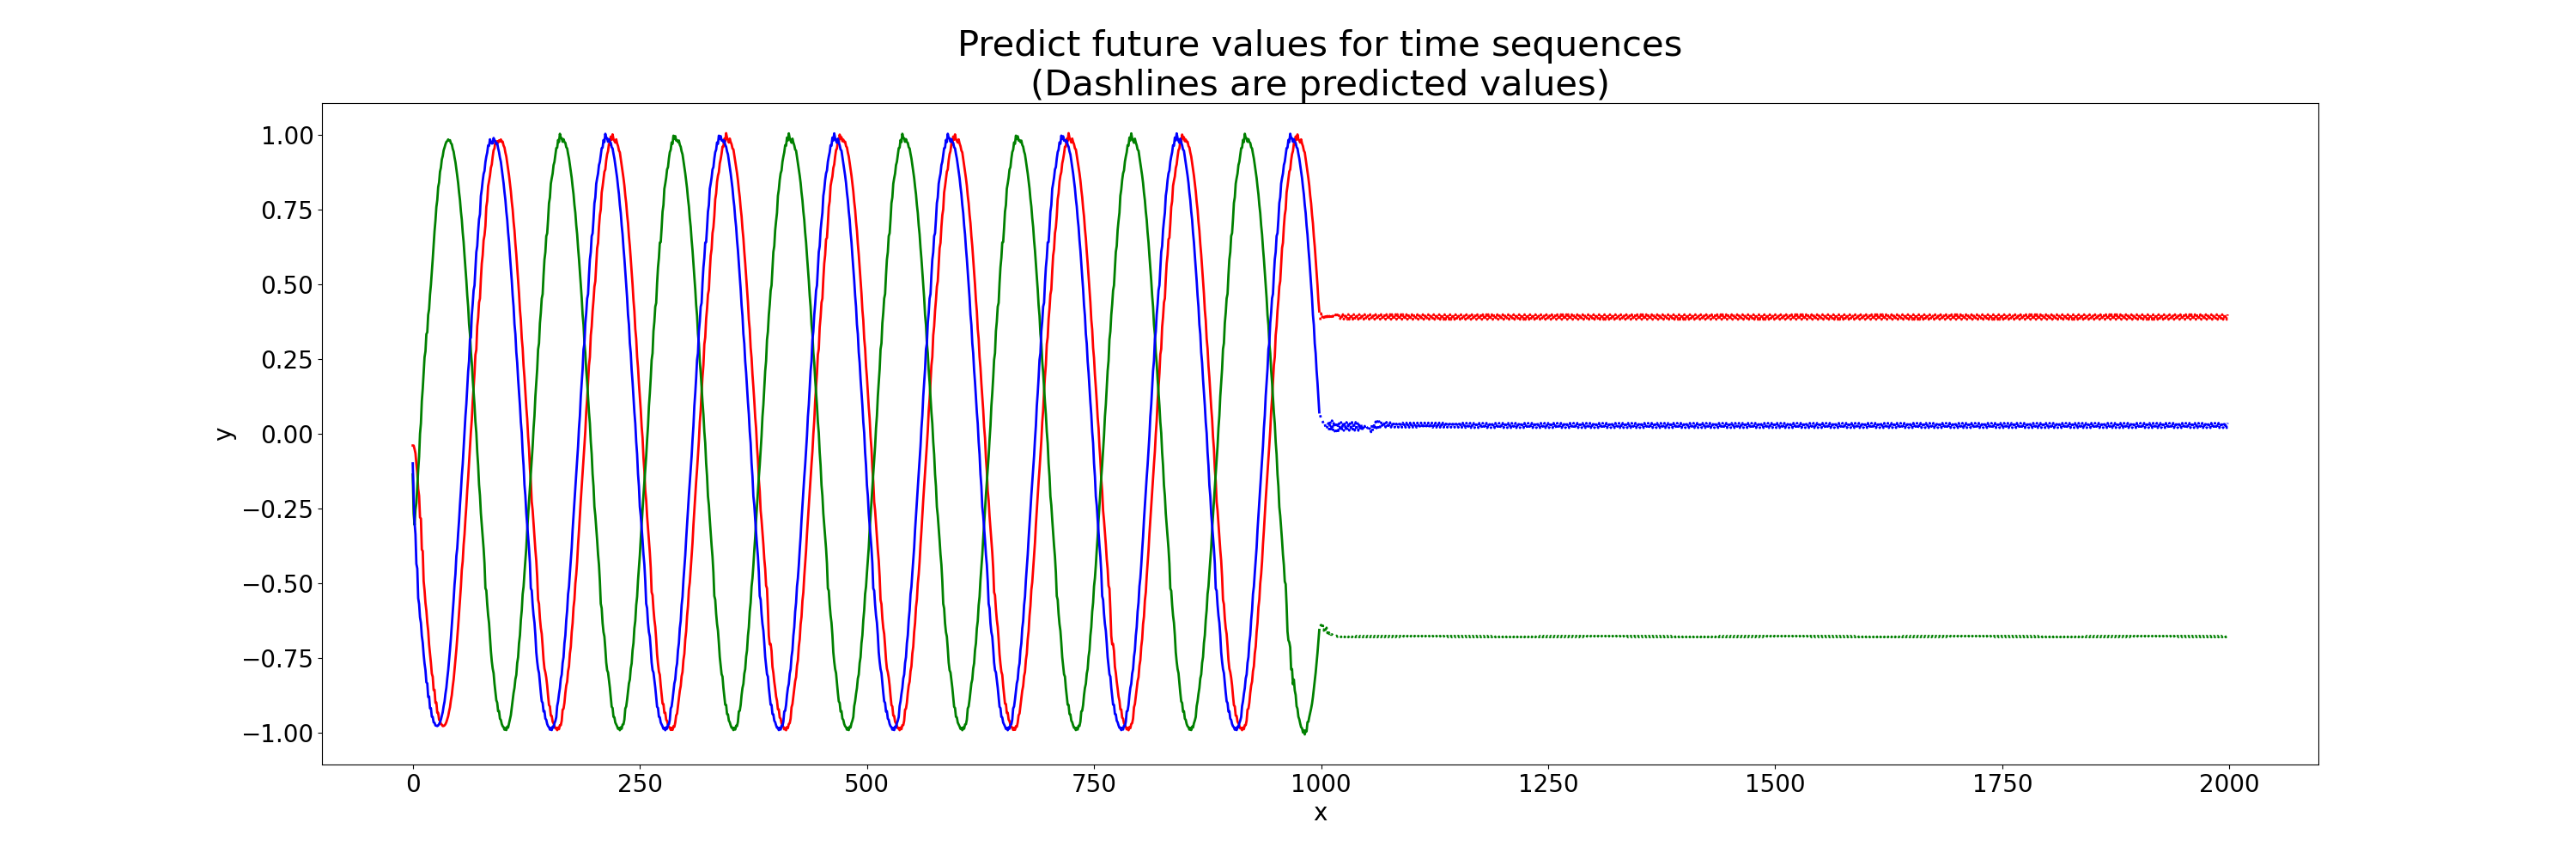 Predict future values for time sequences
(Dashlines are predicted values)
1.00
0.75
0.50
0.25
0.00
−0.25
−0.50
−0.75
−1.00
y
0 250 500 750 1000 1250 1500 1750 2000
x